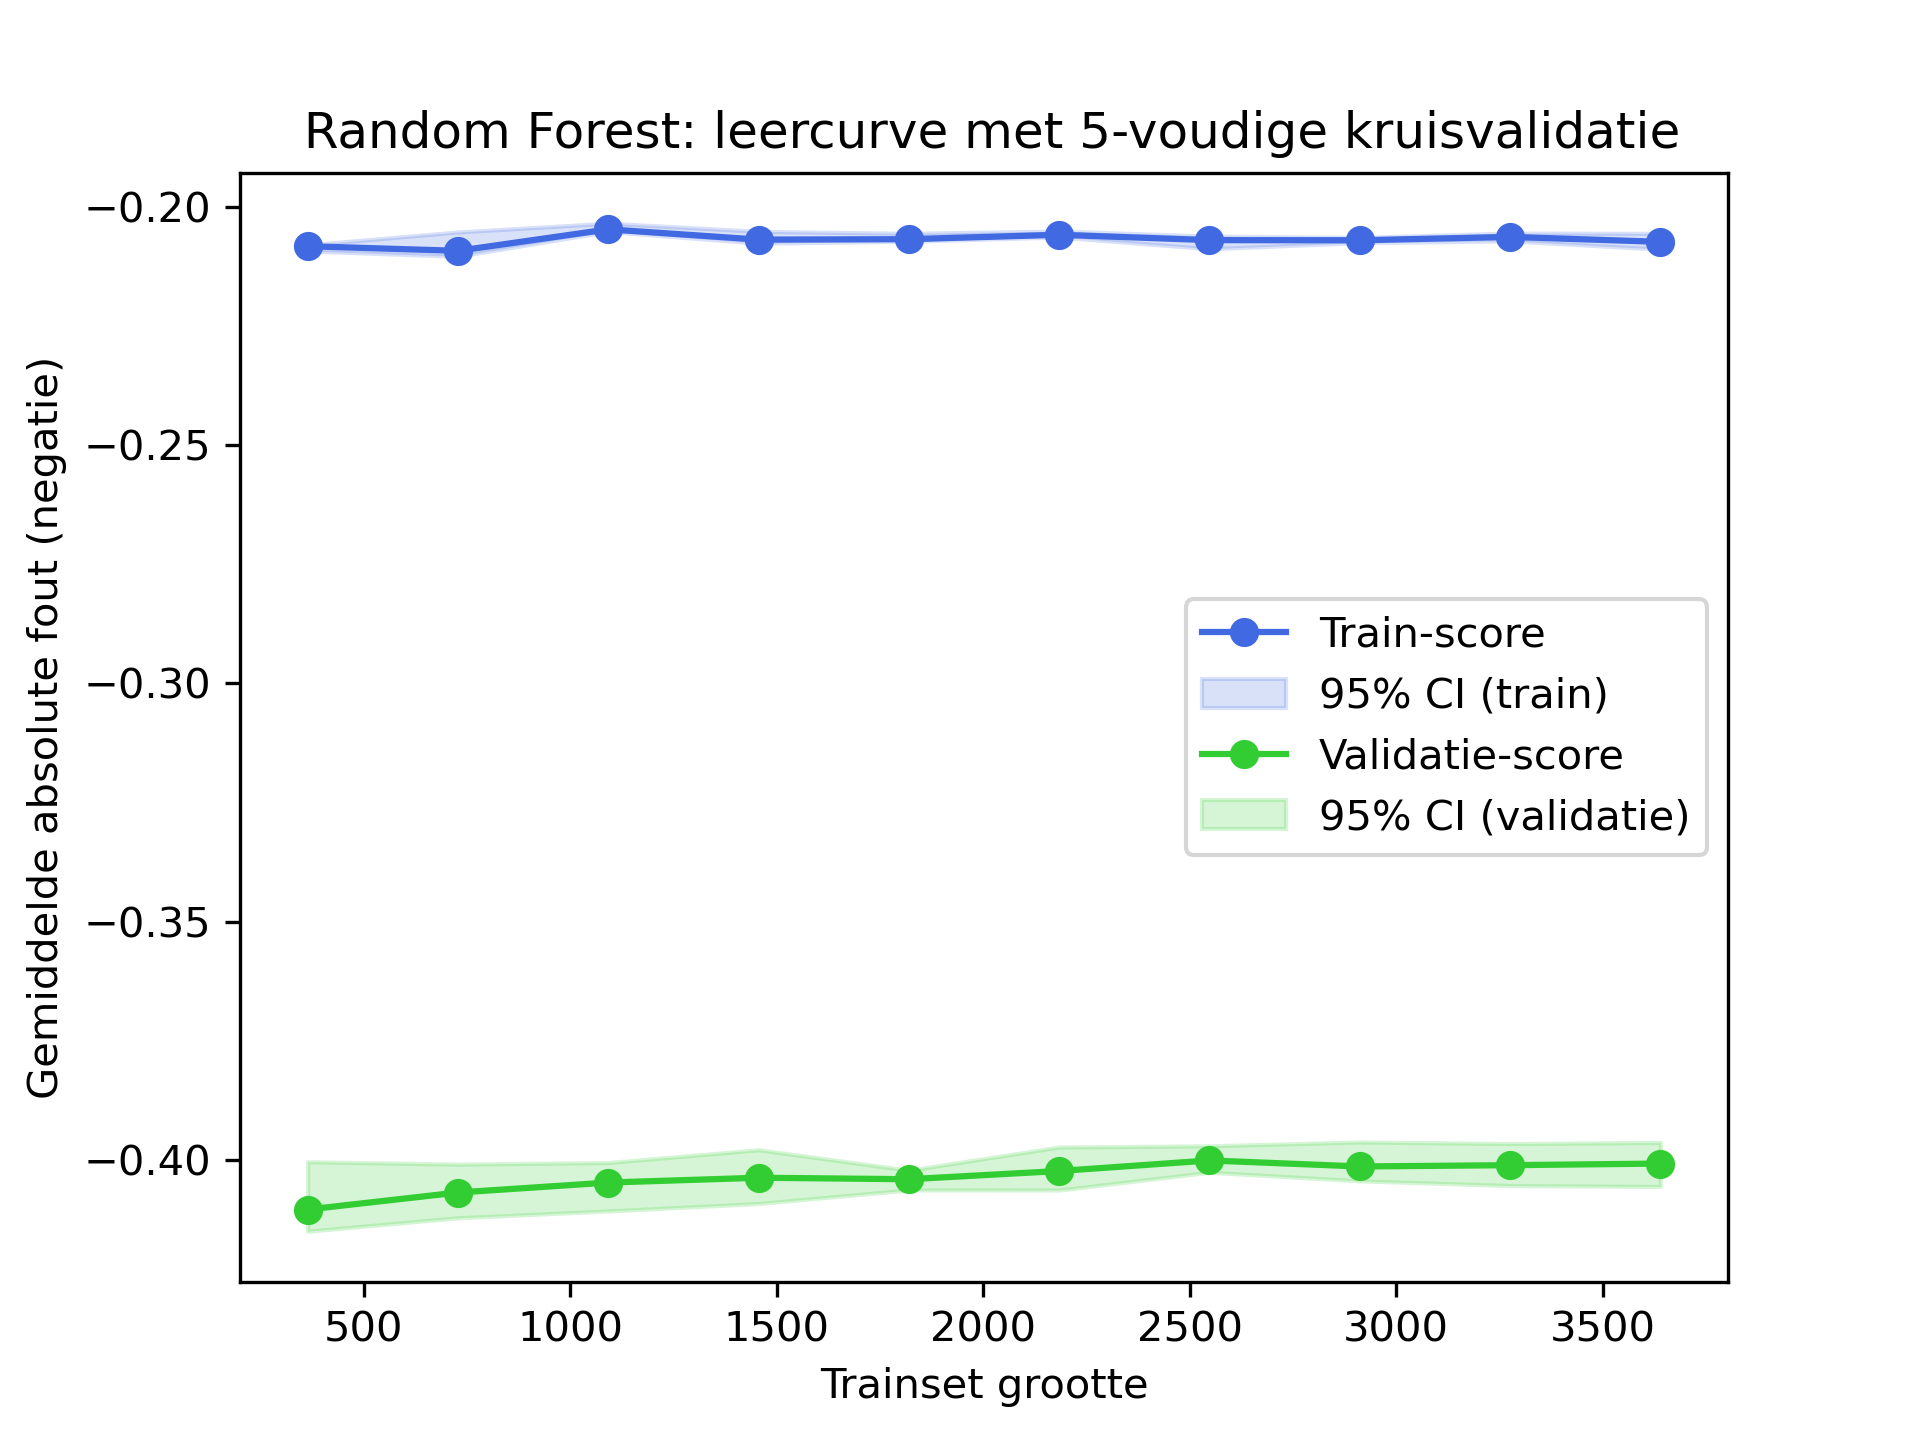 Random Forest: leercurve met 5-voudige kruisvalidatie
Gemiddelde absolute fout (negatie)
−0.20
−0.25
−0.30
−0.35
−0.40
Train-score
95% CI (train)
Validatie-score
95% CI (validatie)
500 1000 1500 2000 2500 3000 3500
Trainset grootte